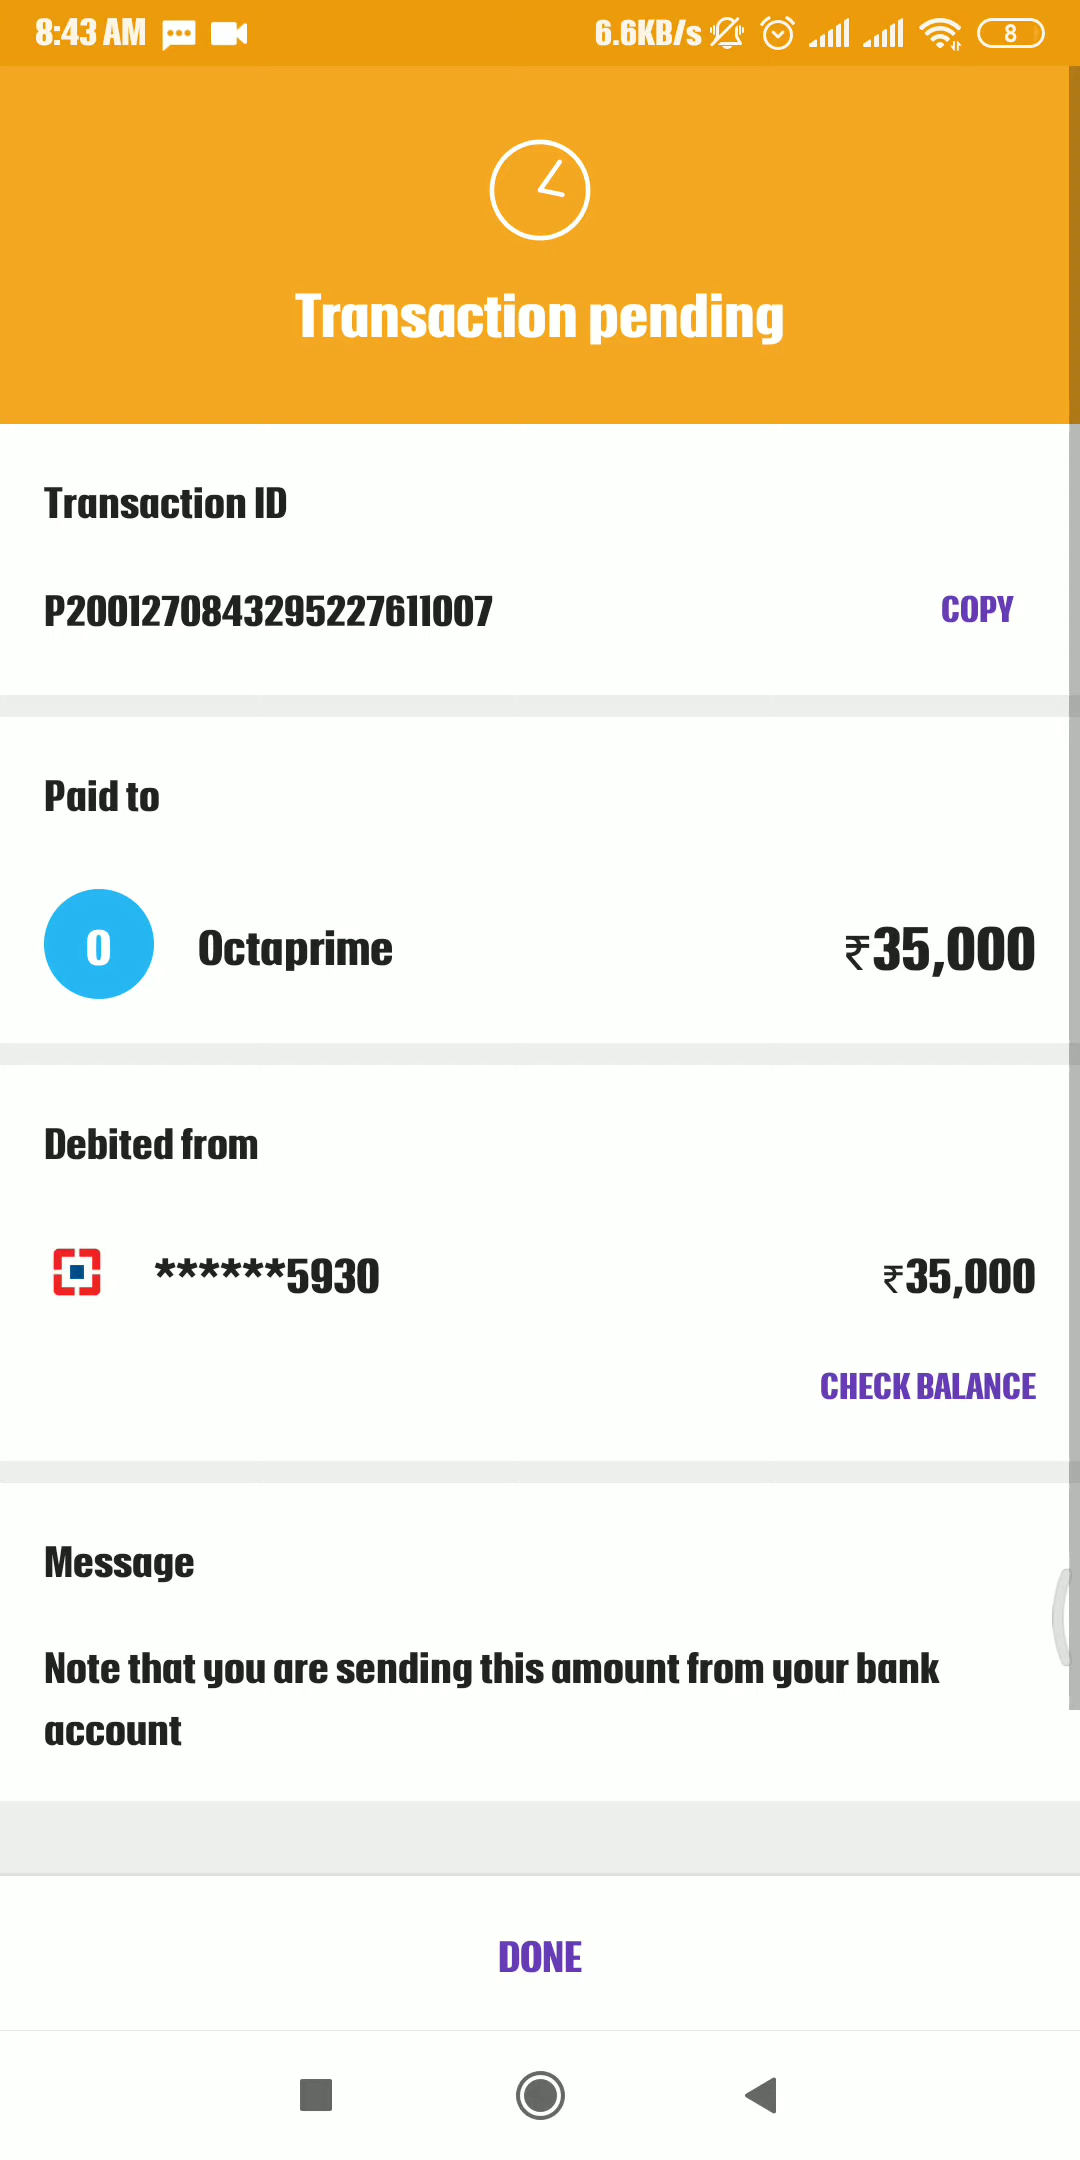 8:43 AM 6.6KB/s 8
Transaction pending
Transaction ID
P2001270843295227611007 COPY
Paid to
O Octaprime ₹35,000
Debited from
******5930 ₹35,000
CHECK BALANCE
Message
Note that you are sending this amount from your bank
account
DONE